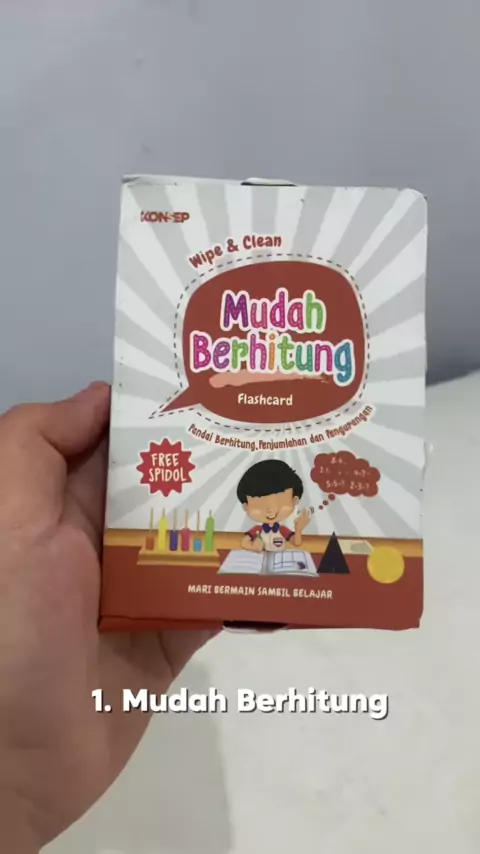 KONSEP
Wipe & Clean
Mudah
Berhitung
Flashcard
Pandai Berhitung, Penjumlahan dan Pengurangan
FREE
SPIDOL
MARI BERMAIN SAMBIL BELAJAR
1. Mudah Berhitung